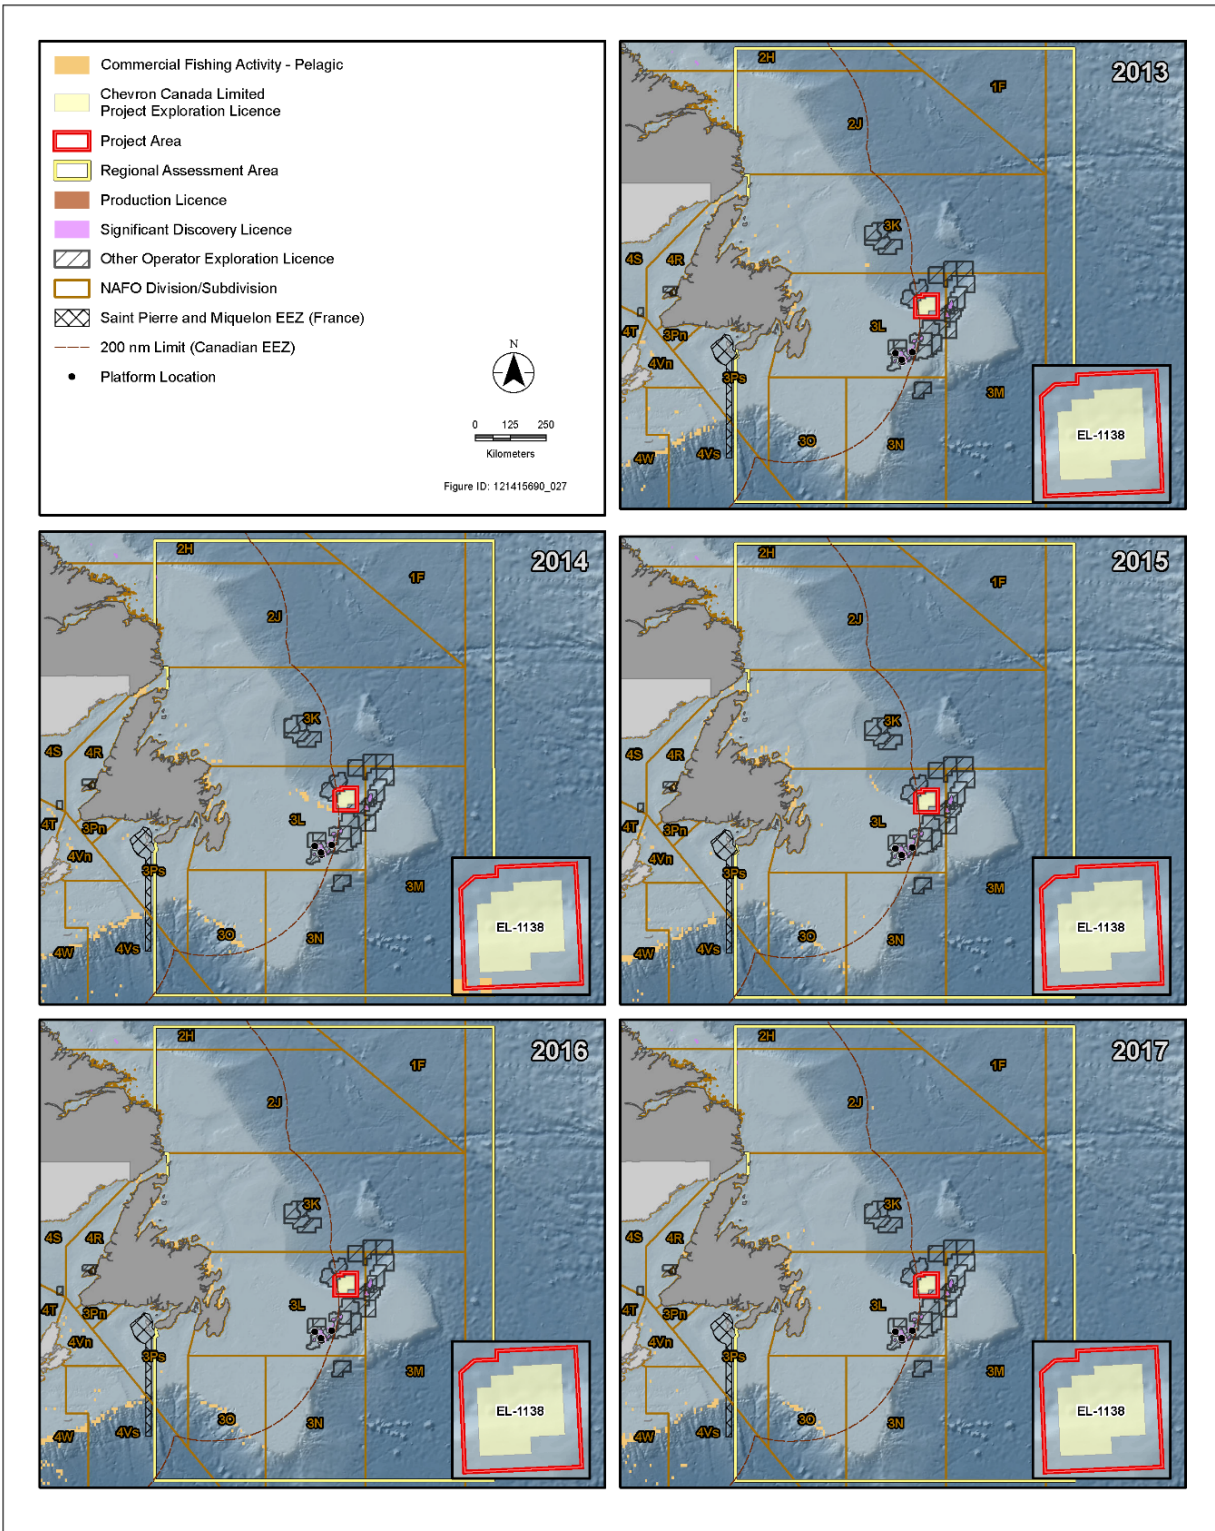 Commercial Fishing Activity - Pelagic
Chevron Canada Limited
Project Exploration Licence
Project Area
Regional Assessment Area
Production Licence
Significant Discovery Licence
Other Operator Exploration Licence
NAFO Division/Subdivision
Saint Pierre and Miquelon EEZ (France)
200 nm Limit (Canadian EEZ)
Platform Location
N
0 125 250
Kilometers
Figure ID: 121415690_027
2013
2H
1F
2J
3K
4S
4R
3L
4T
3Pn
4Vn
3Ps
3M
3O
3N
4W
4Vs
EL-1138
2014
2H
1F
2J
3K
4S
4R
3L
4T
3Pn
4Vn
3Ps
3M
3O
3N
4W
4Vs
EL-1138
2015
2H
1F
2J
3K
4S
4R
3L
4T
3Pn
4Vn
3Ps
3M
3O
3N
4W
4Vs
EL-1138
2016
2H
1F
2J
3K
4S
4R
3L
4T
3Pn
4Vn
3Ps
3M
3O
3N
4W
4Vs
EL-1138
2017
2H
1F
2J
3K
4S
4R
3L
4T
3Pn
4Vn
3Ps
3M
3O
3N
4W
4Vs
EL-1138